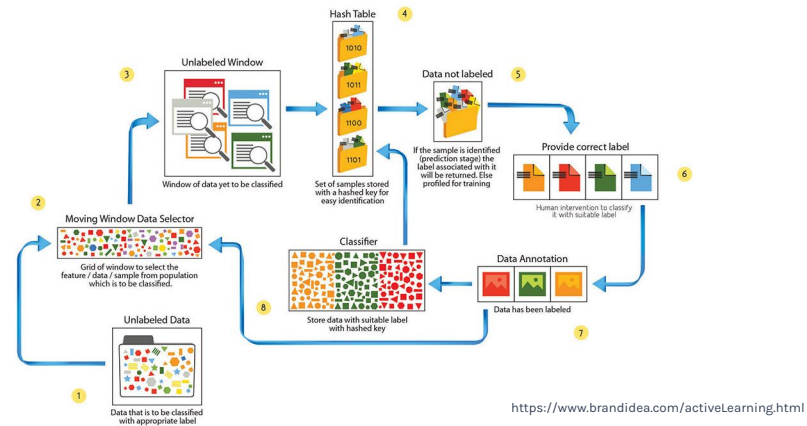 Hash Table
4
1010
1011
1100
1101
Set of samples stored
with a hashed key for
easy identification
3
Unlabeled Window
Window of data yet to be classified
Data not labeled
5
If the sample is identified
(prediction stage) the
label associated with it
will be returned. Else
profiled for training
Provide correct label
6
Human intervention to classify
it with suitable label
2
Moving Window Data Selector
Grid of window to select the
feature / data / sample from population
which is to be classified.
Classifier
Store data with suitable label
with hashed key
Data Annotation
Data has been labeled
7
8
Unlabeled Data
1
Data that is to be classified
with appropriate label
https://www.brandidea.com/activeLearning.html